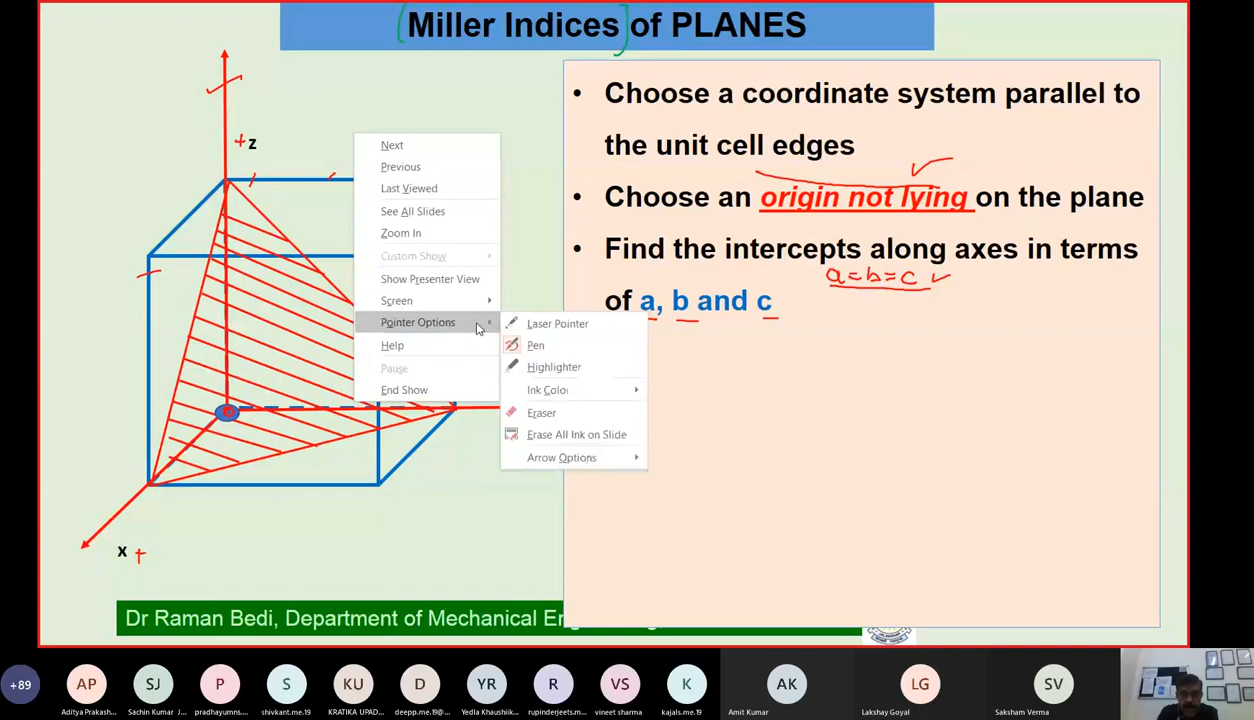 (Miller Indices) of PLANES
+z
x +
• Choose a coordinate system parallel to
the unit cell edges
• Choose an origin not lying on the plane
• Find the intercepts along axes in terms
a=b=c
of a, b and c
Next
Previous
Last Viewed
See All Slides
Zoom In
Custom Show
Show Presenter View
Screen
Pointer Options
Help
Pause
End Show
Laser Pointer
Pen
Highlighter
Ink Color
Eraser
Erase All Ink on Slide
Arrow Options
Dr Raman Bedi, Department of Mechanical
+89
AP
SJ
P
S
KU
D
YR
R
VS
K
AK
LG
SV
Aditya Prakash...
Sachin Kumar J...
pradhayumns...
shivkant.me.19
KRATIKA UPAD...
deepp.me.19...
Yedla Khaushiik...
rupinderjeets.m...
vineet sharma
kajals.me.19
Amit Kumar
Lakshay Goyal
Saksham Verma